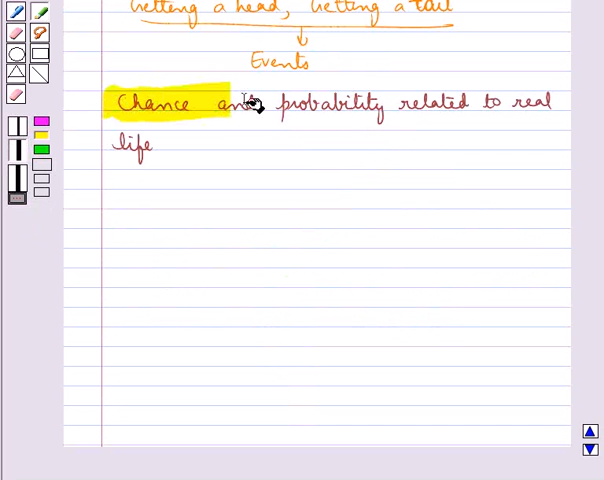 Getting a head, Getting a tail
Events
Chance and probability related to real
life